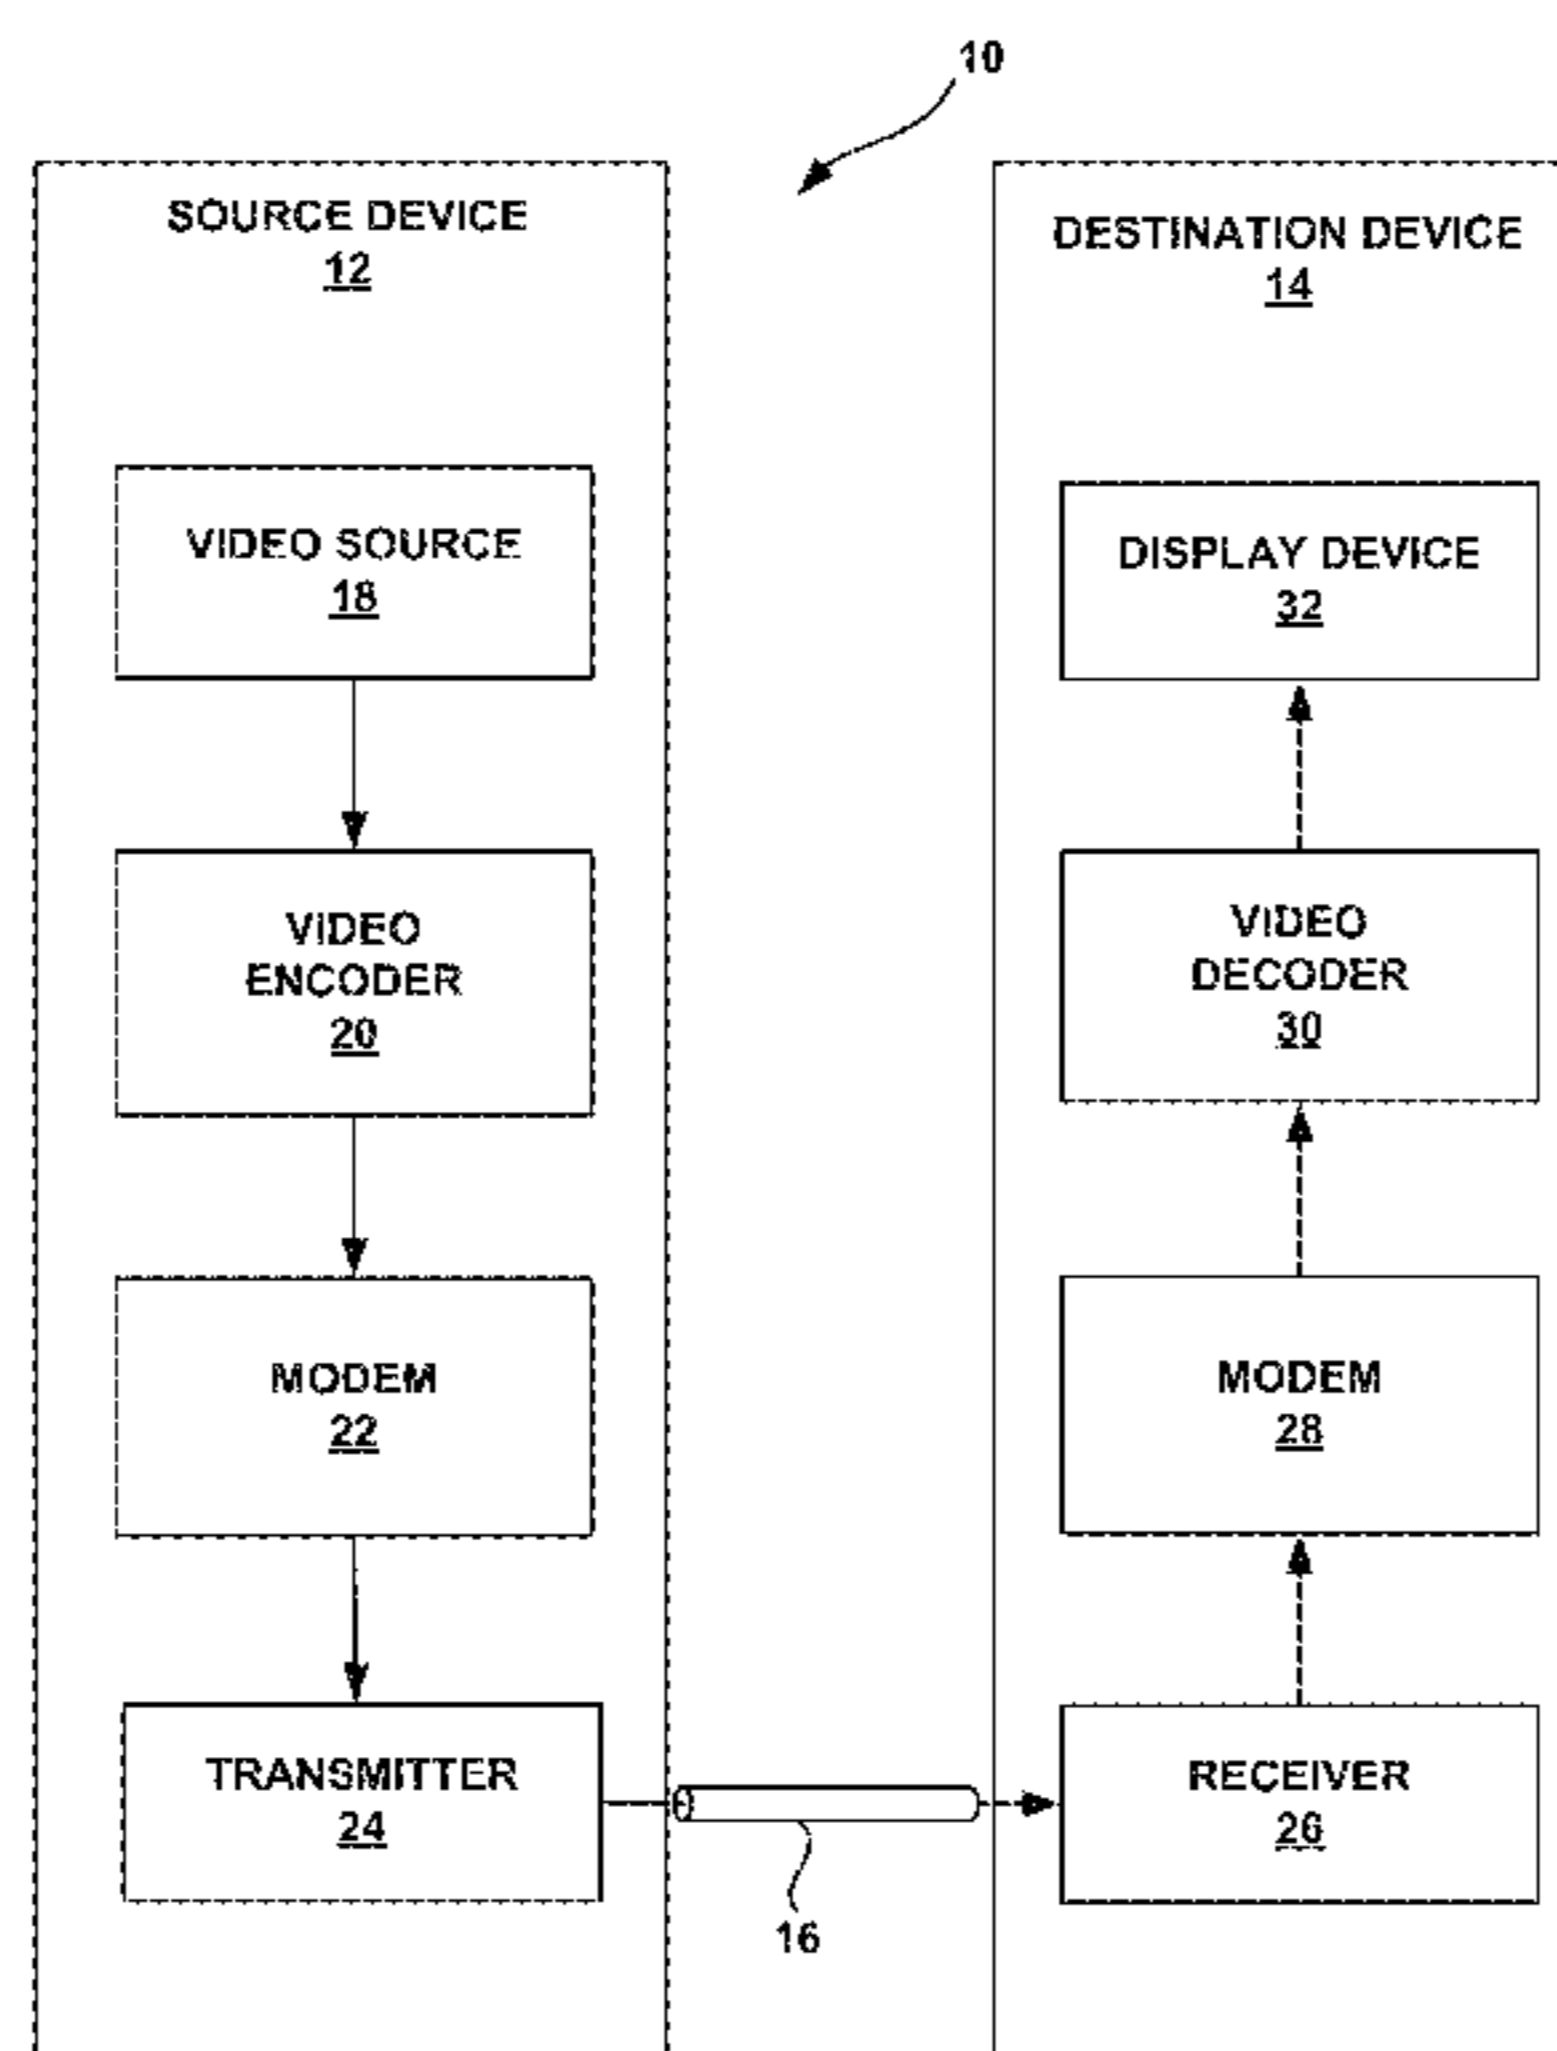 10
SOURCE DEVICE
12
VIDEO SOURCE
18
VIDEO
ENCODER
20
MODEM
22
TRANSMITTER
24
16
DESTINATION DEVICE
14
DISPLAY DEVICE
32
VIDEO
DECODER
30
MODEM
28
RECEIVER
26